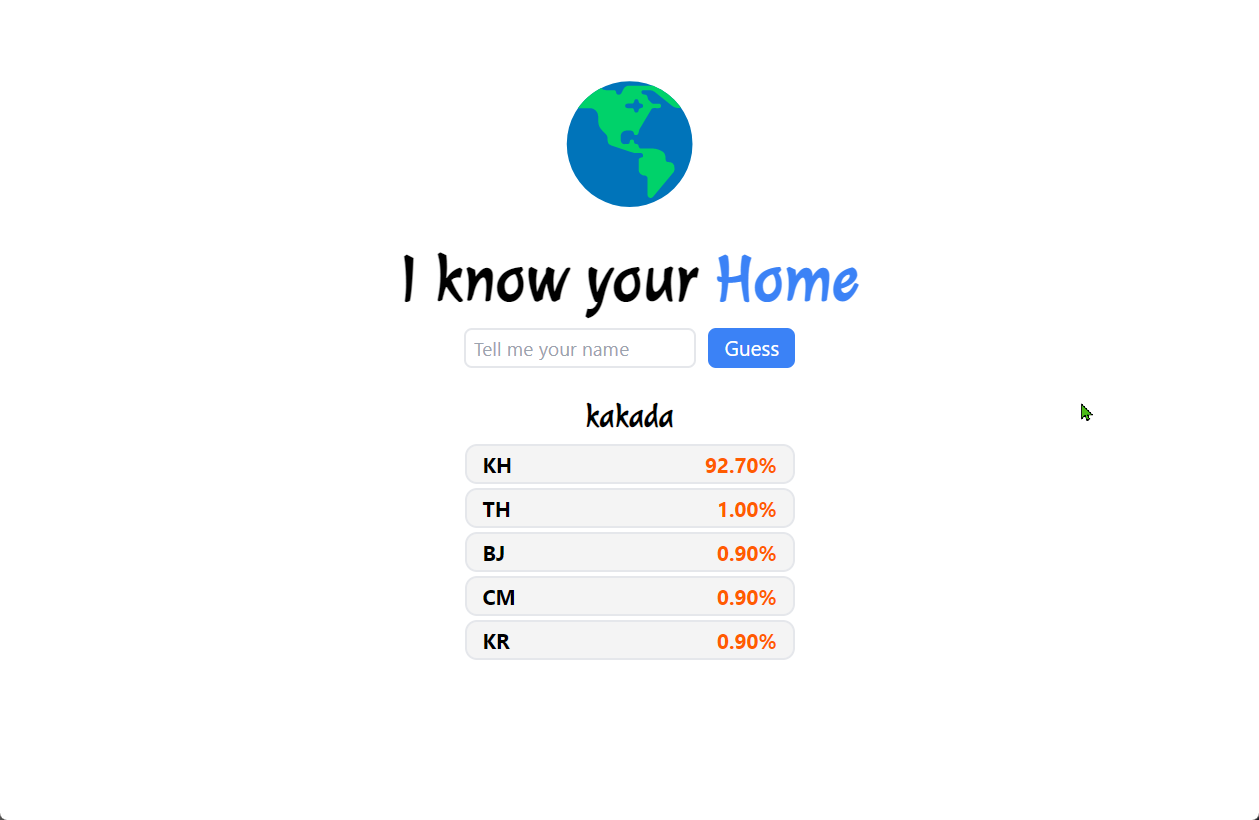 I know your Home
Tell me your name Guess
kakada
KH 92.70%
TH 1.00%
BJ 0.90%
CM 0.90%
KR 0.90%